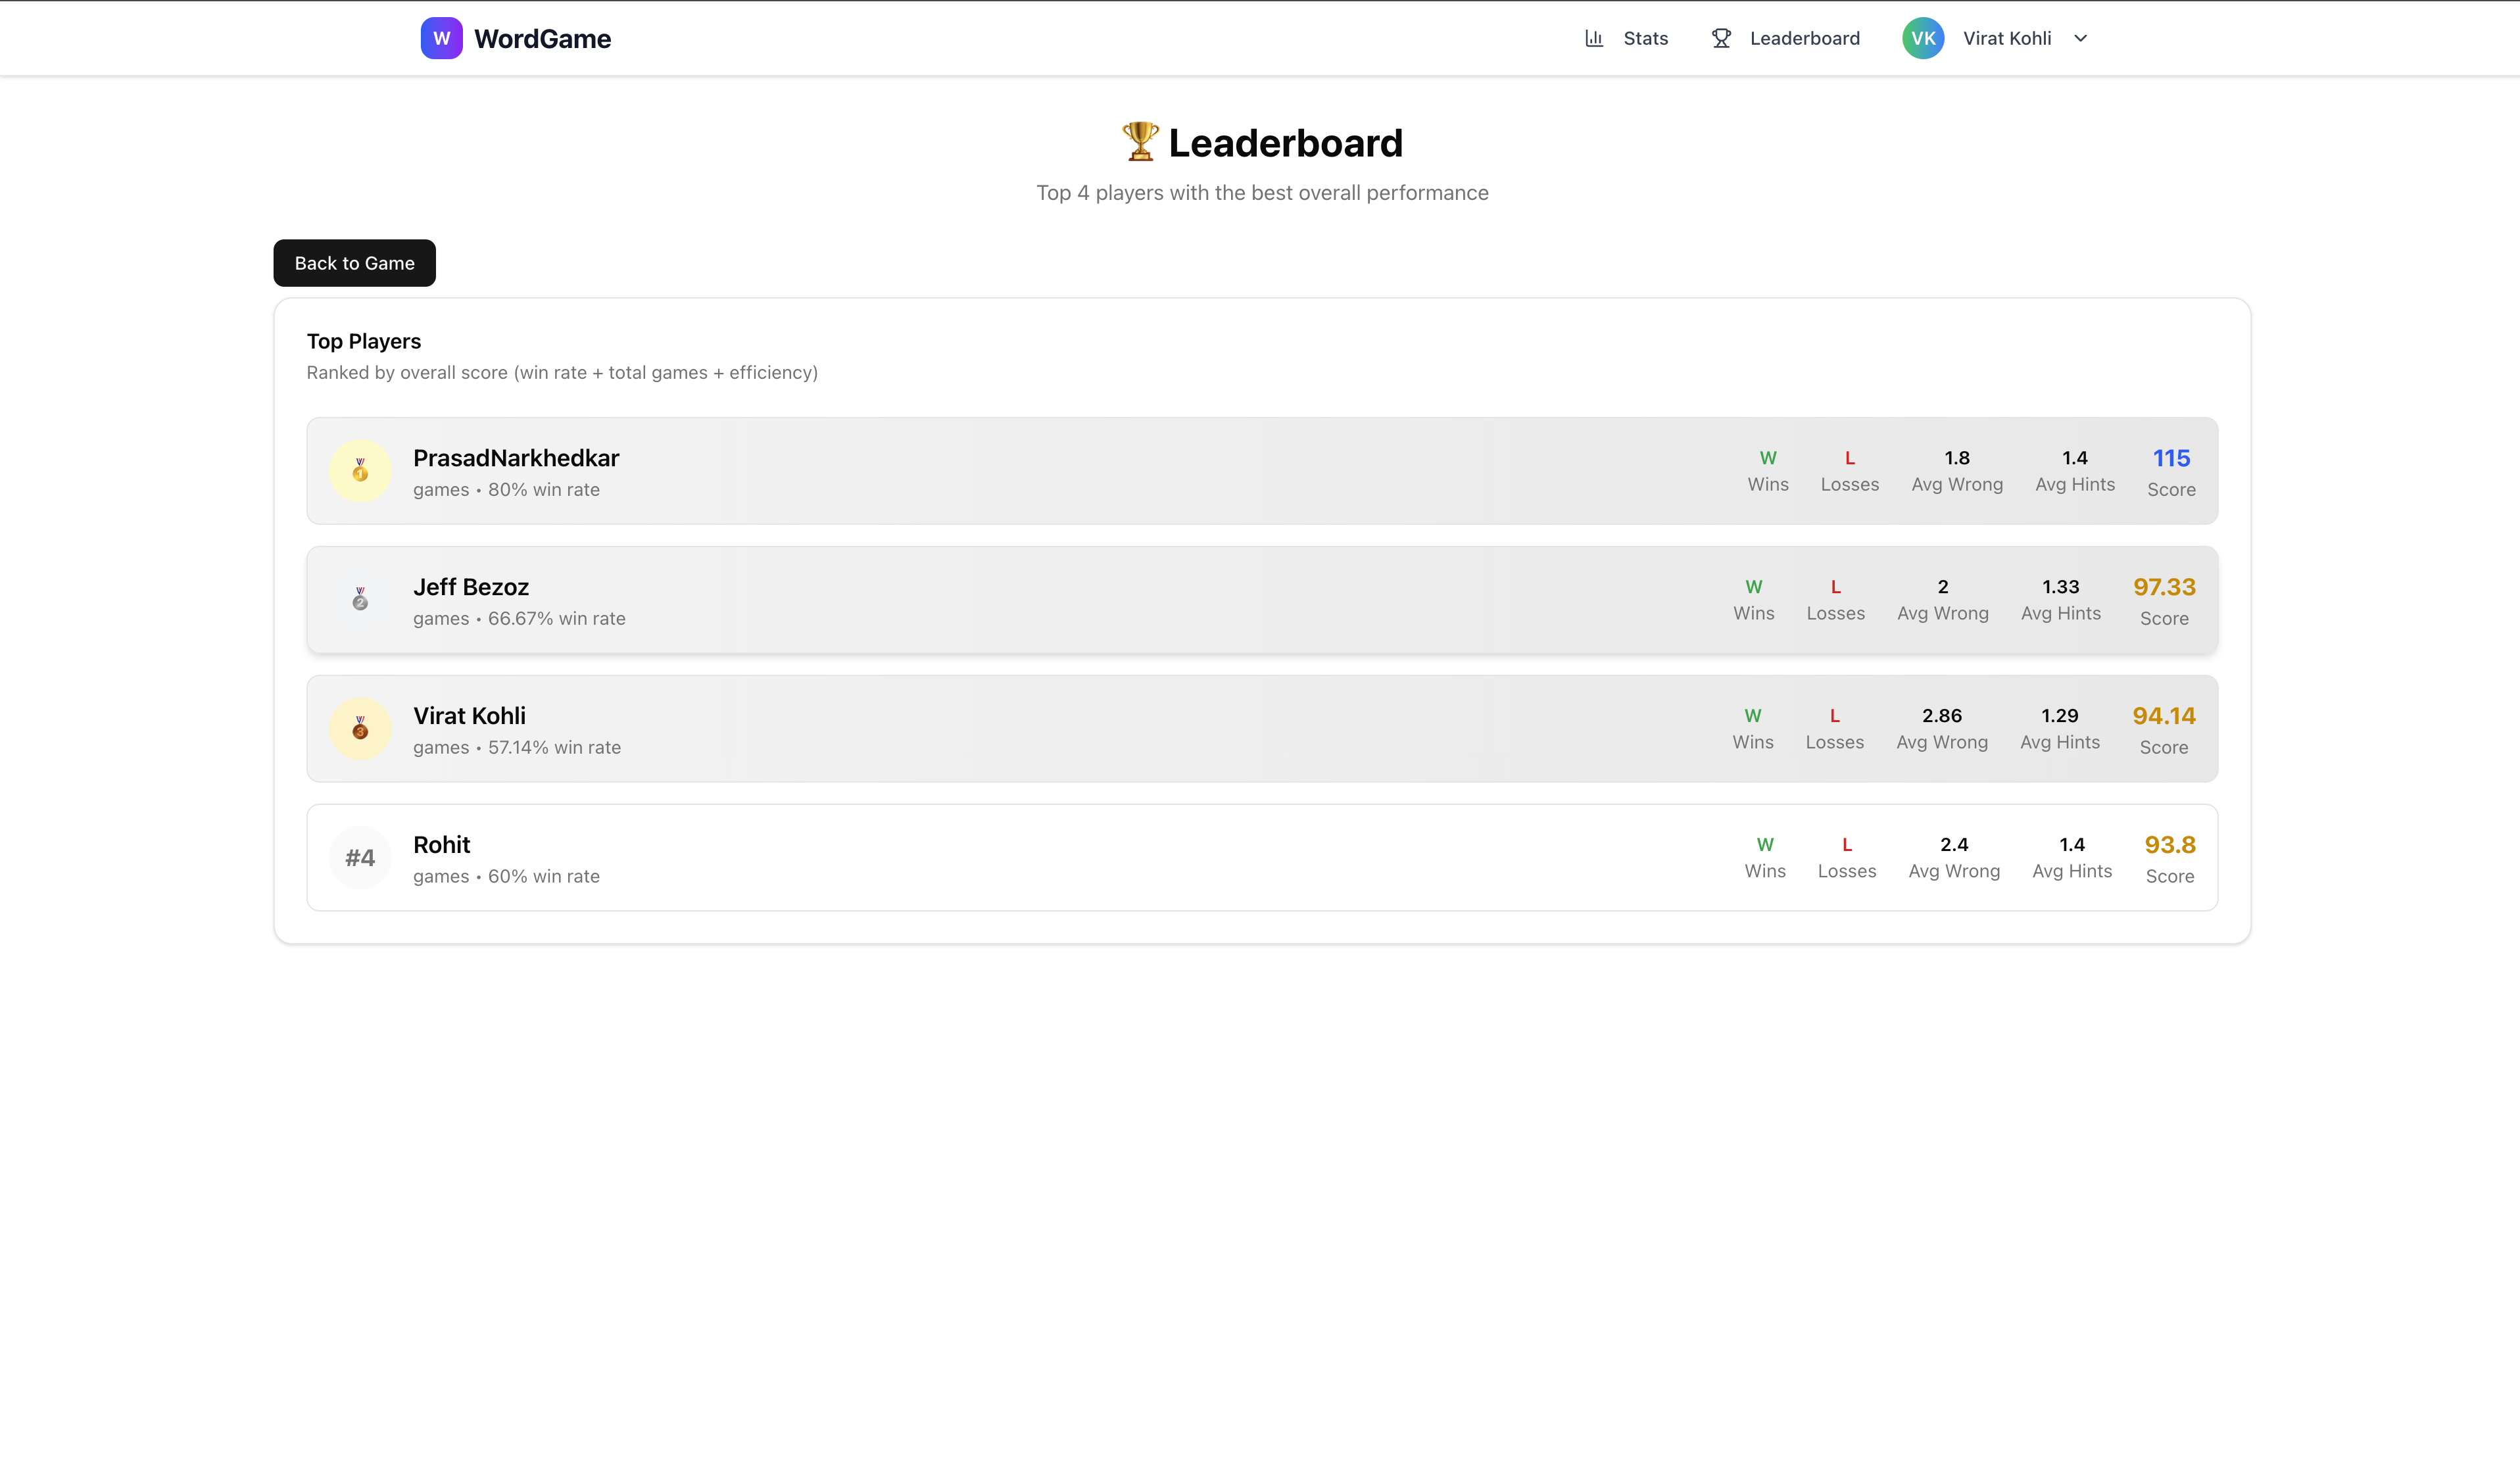 W WordGame Stats Leaderboard VK Virat Kohli
🏆 Leaderboard
Top 4 players with the best overall performance
Back to Game
Top Players
Ranked by overall score (win rate + total games + efficiency)
🥇 PrasadNarkhedkar W L 1.8 1.4 115
games • 80% win rate Wins Losses Avg Wrong Avg Hints Score
🥈 Jeff Bezoz W L 2 1.33 97.33
games • 66.67% win rate Wins Losses Avg Wrong Avg Hints Score
🥉 Virat Kohli W L 2.86 1.29 94.14
games • 57.14% win rate Wins Losses Avg Wrong Avg Hints Score
#4 Rohit W L 2.4 1.4 93.8
games • 60% win rate Wins Losses Avg Wrong Avg Hints Score